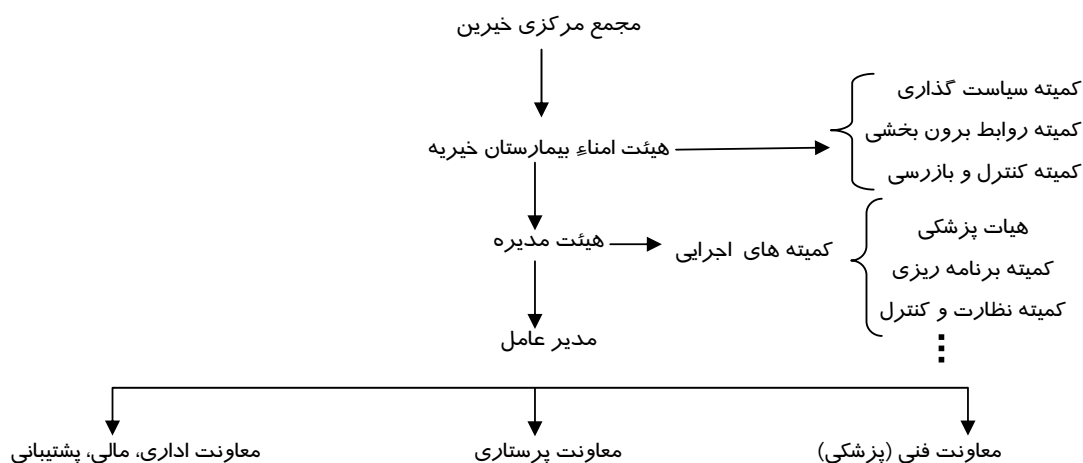 مجمع مرکزی خیرین
کمیته سیاست گذاری
کمیته روابط برون بخشی
کمیته کنترل و بازرسی
هیئت امناءِ بیمارستان خیریه
هیئت مدیره
کمیته های اجرایی
هیات پزشکی
کمیته برنامه ریزی
کمیته نظارت و کنترل
⋮
مدیر عامل
معاونت فنی (پزشکی)
معاونت پرستاری
معاونت اداری، مالی، پشتیبانی